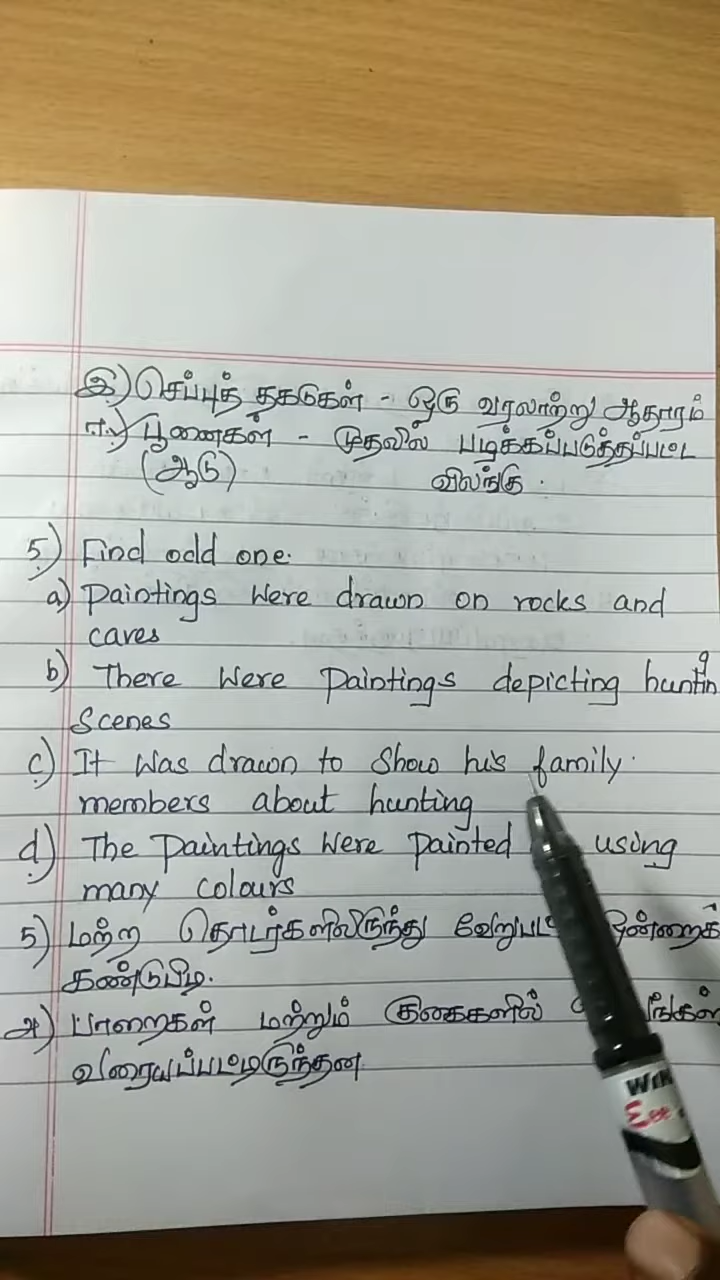 இ) செப்புத் தகடுகள் - ஒரு வரலாற்று ஆதாரம்
ஈ) பூனைகள் - முதலில் படிக்கப்படுத்தப்பட்ட
(ஆடு) விலங்கு.
5) Find odd one.
a) Paintings were drawn on rocks and
caves
b) There were paintings depicting hunting
Scenes
c) It was drawn to show his family
members about hunting
d) The paintings were painted using
many colours
5) மற்ற தொடர்களிலிருந்து ஒன்றைக்
கண்டுபிடி.
அ) பாறைகள் மற்றும் குகைகளில்
வரையப்பட்டிருந்தன
WIN